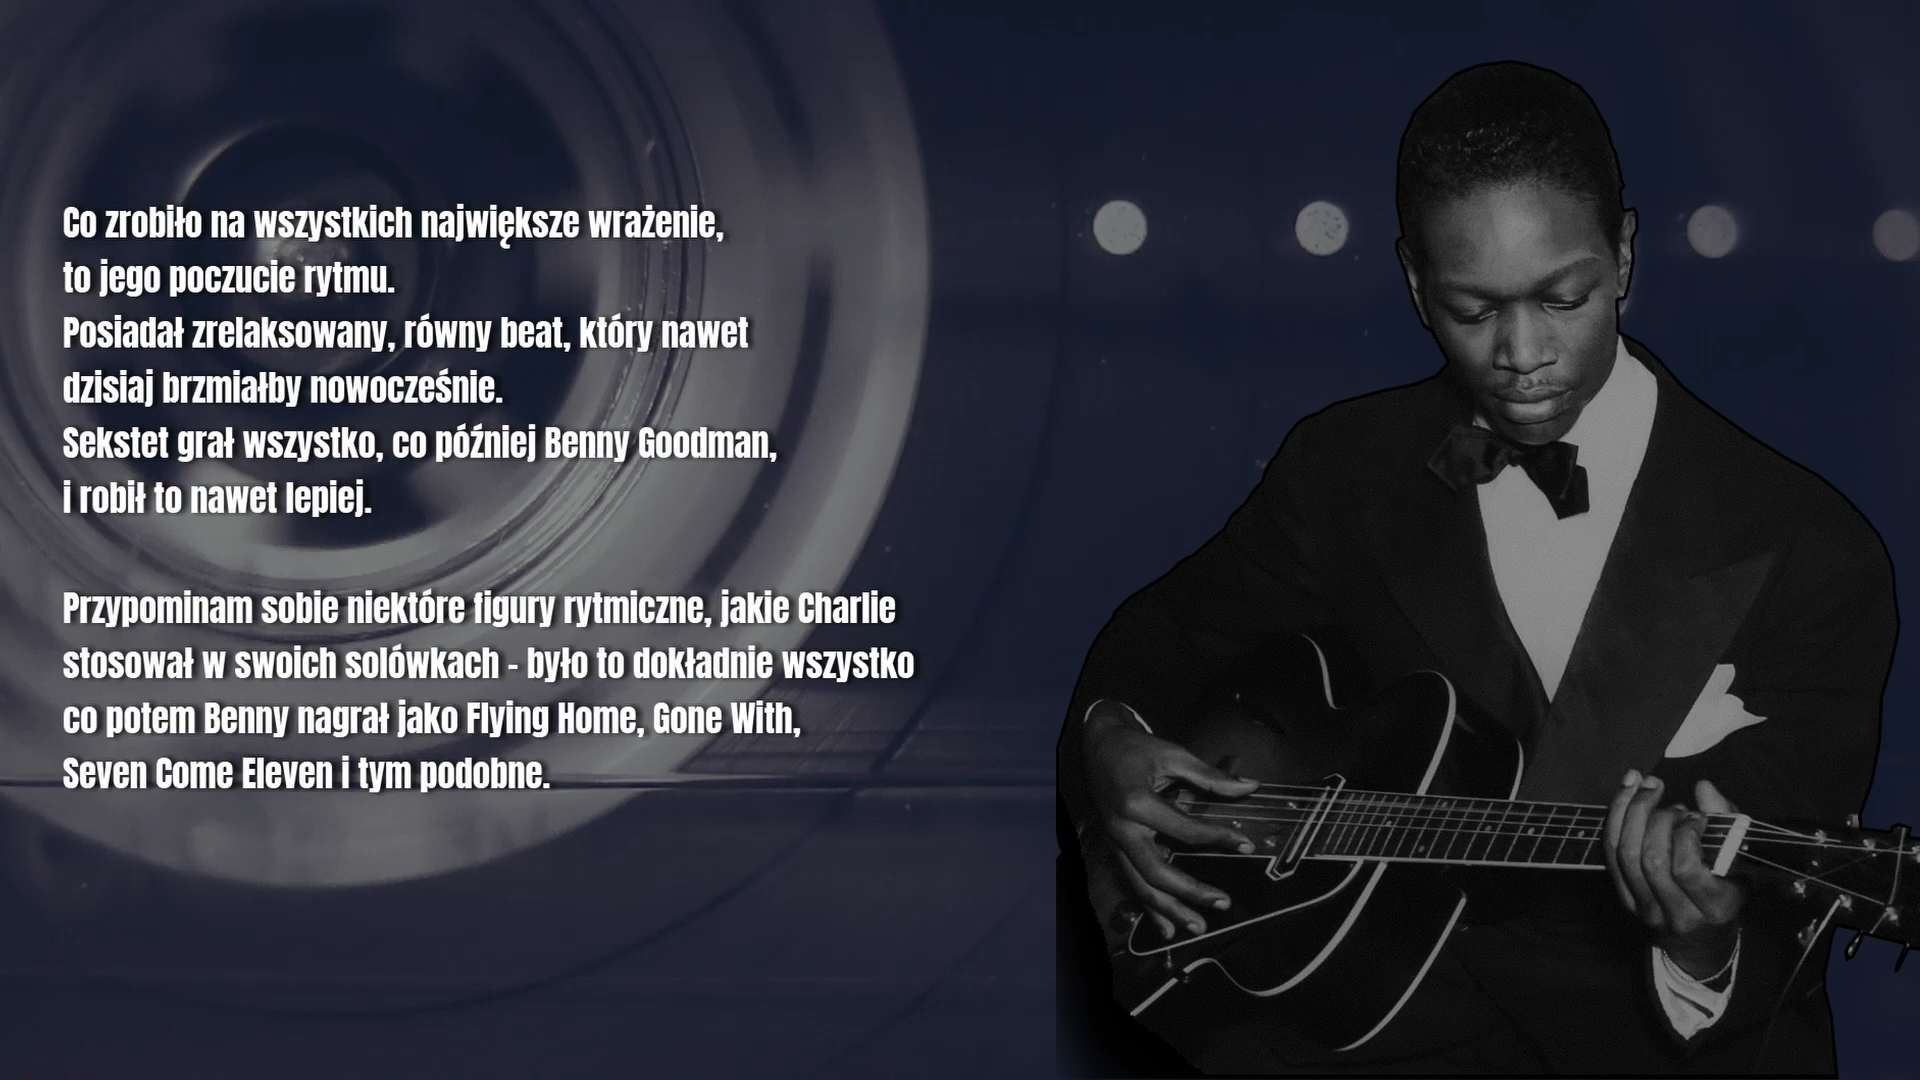 Co zrobiło na wszystkich największe wrażenie,
to jego poczucie rytmu.
Posiadał zrelaksowany, równy beat, który nawet
dzisiaj brzmiałby nowocześnie.
Sekstet grał wszystko, co później Benny Goodman,
i robił to nawet lepiej.
Przypominam sobie niektóre figury rytmiczne, jakie Charlie
stosował w swoich solówkach - było to dokładnie wszystko
co potem Benny nagrał jako Flying Home, Gone With,
Seven Come Eleven i tym podobne.